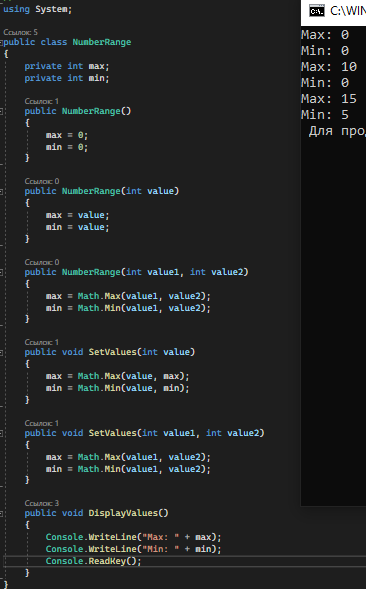 using System;
Ссылок: 5
public class NumberRange
{
private int max;
private int min;
Ссылок: 1
public NumberRange()
{
max = 0;
min = 0;
}
Ссылок: 0
public NumberRange(int value)
{
max = value;
min = value;
}
Ссылок: 0
public NumberRange(int value1, int value2)
{
max = Math.Max(value1, value2);
min = Math.Min(value1, value2);
}
Ссылок: 1
public void SetValues(int value)
{
max = Math.Max(value, max);
min = Math.Min(value, min);
}
Ссылок: 1
public void SetValues(int value1, int value2)
{
max = Math.Max(value1, value2);
min = Math.Min(value1, value2);
}
Ссылок: 3
public void DisplayValues()
{
Console.WriteLine("Max: " + max);
Console.WriteLine("Min: " + min);
Console.ReadKey();
}
}
C:\WIN
Max: 0
Min: 0
Max: 10
Min: 0
Max: 15
Min: 5
Для прод